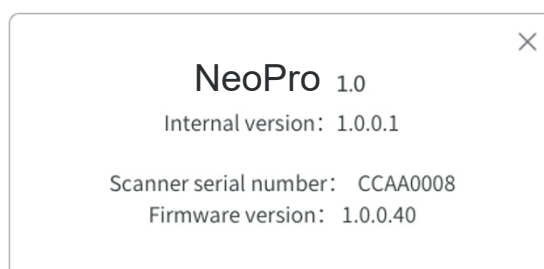 NeoPro 1.0
Internal version： 1.0.0.1
Scanner serial number： CCAA0008
Firmware version： 1.0.0.40